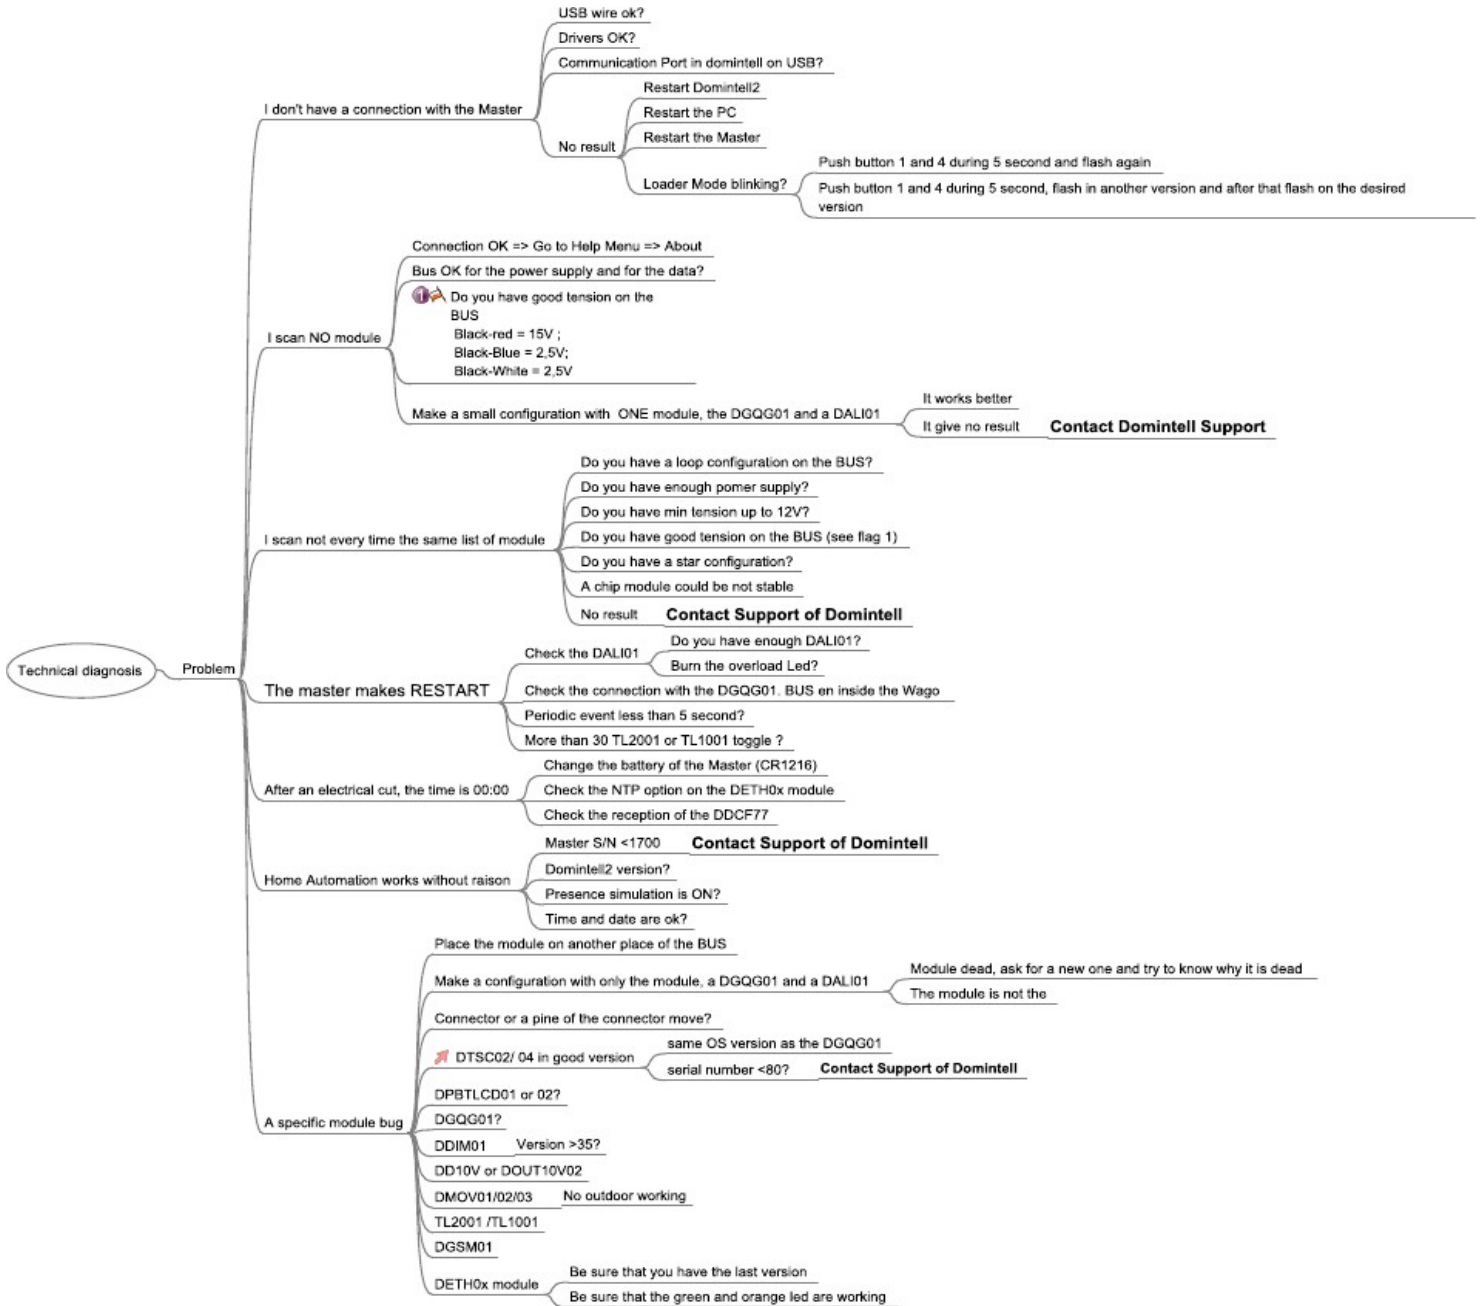 USB wire ok?
Drivers OK?
Communication Port in domintell on USB?
I don't have a connection with the Master
No result
Restart Domintell2
Restart the PC
Restart the Master
Loader Mode blinking?
Push button 1 and 4 during 5 second and flash again
Push button 1 and 4 during 5 second, flash in another version and after that flash on the desired
version
I scan NO module
Connection OK => Go to Help Menu => About
Bus OK for the power supply and for the data?
1
Do you have good tension on the
BUS
Black-red = 15V ;
Black-Blue = 2,5V;
Black-White = 2,5V
Make a small configuration with ONE module, the DGQG01 and a DALI01
It works better
It give no result
Contact Domintell Support
I scan not every time the same list of module
Do you have a loop configuration on the BUS?
Do you have enough pomer supply?
Do you have min tension up to 12V?
Do you have good tension on the BUS (see flag 1)
Do you have a star configuration?
A chip module could be not stable
No result
Contact Support of Domintell
Technical diagnosis
Problem
The master makes RESTART
Check the DALI01
Do you have enough DALI01?
Burn the overload Led?
Check the connection with the DGQG01. BUS en inside the Wago
Periodic event less than 5 second?
More than 30 TL2001 or TL1001 toggle ?
After an electrical cut, the time is 00:00
Change the battery of the Master (CR1216)
Check the NTP option on the DETH0x module
Check the reception of the DDCF77
Home Automation works without raison
Master S/N <1700
Contact Support of Domintell
Domintell2 version?
Presence simulation is ON?
Time and date are ok?
A specific module bug
Place the module on another place of the BUS
Make a configuration with only the module, a DGQG01 and a DALI01
Module dead, ask for a new one and try to know why it is dead
The module is not the
Connector or a pine of the connector move?
DTSC02/ 04 in good version
same OS version as the DGQG01
serial number <80?
Contact Support of Domintell
DPBTLCD01 or 02?
DGQG01?
DDIM01
Version >35?
DD10V or DOUT10V02
DMOV01/02/03
No outdoor working
TL2001 /TL1001
DGSM01
DETH0x module
Be sure that you have the last version
Be sure that the green and orange led are working